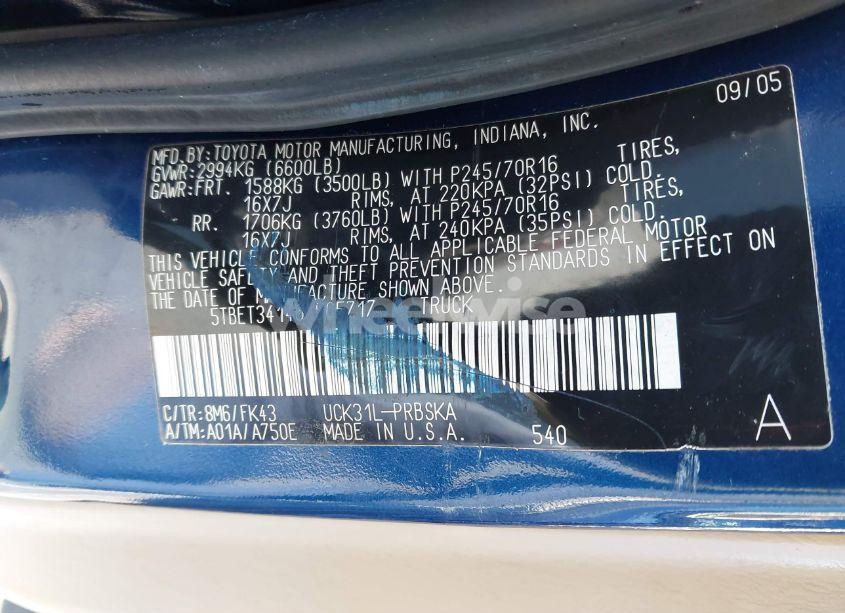 09/05
MFD.BY:TOYOTA MOTOR MANUFACTURING, INDIANA, INC.
GVWR:2994KG (6600LB)
GAWR:FRT. 1588KG (3500LB) WITH P245/70R16 TIRES,
16X7J RIMS, AT 220KPA (32PSI) COLD.
RR. 1706KG (3760LB) WITH P245/70R16 TIRES,
16X7J RIMS, AT 240KPA (35PSI) COLD.
THIS VEHICLE CONFORMS TO ALL APPLICABLE FEDERAL MOTOR
VEHICLE SAFETY AND THEFT PREVENTION STANDARDS IN EFFECT ON
THE DATE OF MANUFACTURE SHOWN ABOVE.
TRUCK
wheelwise
C/TR:8M6/FK43 UCK31L-PRBSKA
A/TM:A01A/A750E MADE IN U.S.A. 540 A